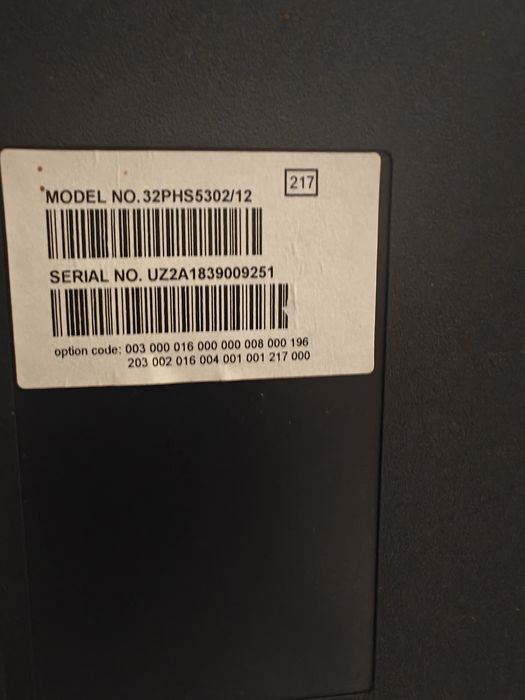 217
MODEL NO. 32PHS5302/12
SERIAL NO. UZ2A1839009251
option code: 003 000 016 000 000 008 000 196
203 002 016 004 001 001 217 000